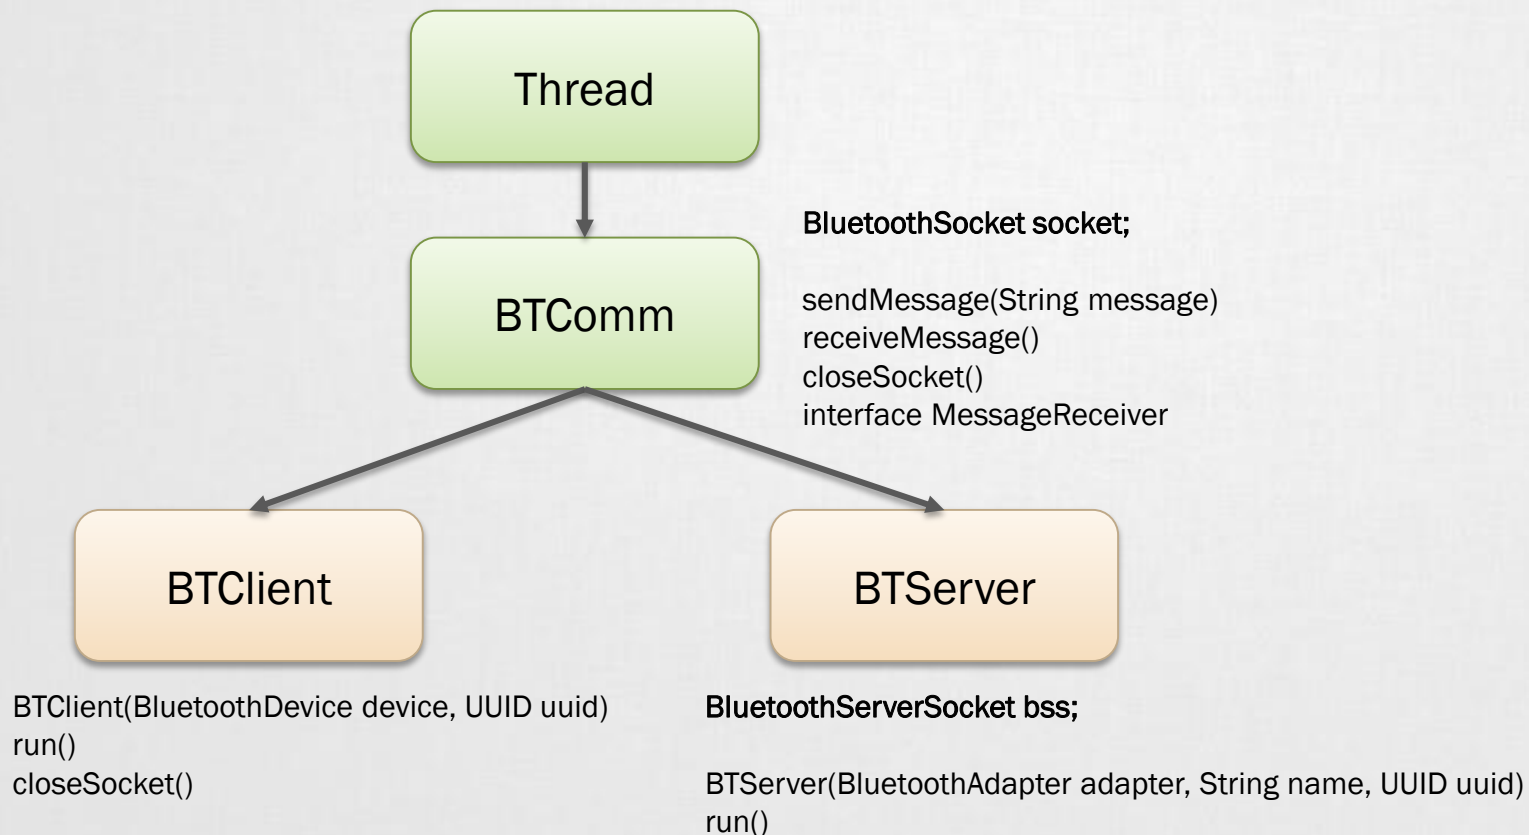 Thread
BTComm
BluetoothSocket socket;
sendMessage(String message)
receiveMessage()
closeSocket()
interface MessageReceiver
BTClient
BTServer
BTClient(BluetoothDevice device, UUID uuid)
run()
closeSocket()
BluetoothServerSocket bss;
BTServer(BluetoothAdapter adapter, String name, UUID uuid)
run()